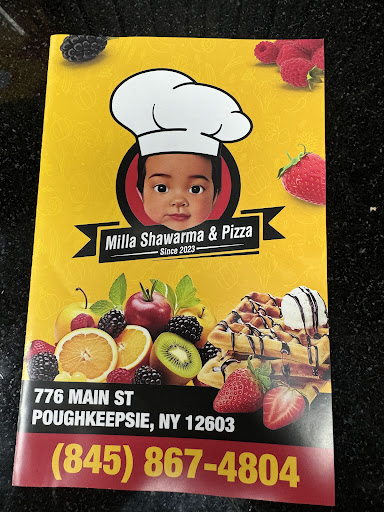 Milla Shawarma & Pizza
Since 2023
776 MAIN ST
POUGHKEEPSIE, NY 12603
(845) 867-4804